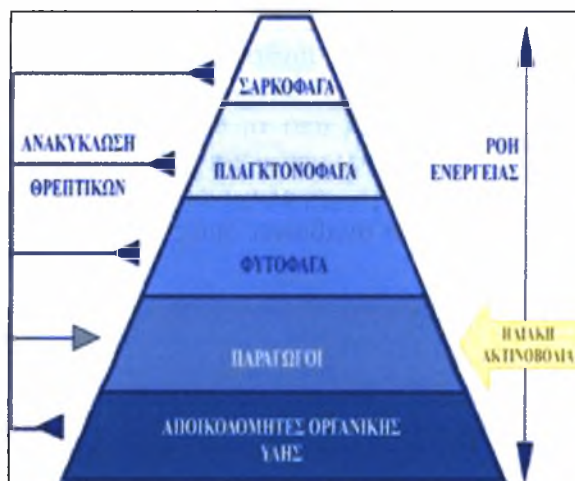 ΣΑΡΚΟΦΑΓΑ
ΑΝΑΚΥΚΛΩΣΗ
ΘΡΕΠΤΙΚΩΝ
ΠΛΑΓΚΤΟΝΟΦΑΓΑ
ΡΟΗ
ΕΝΕΡΓΕΙΑΣ
ΦΥΤΟΦΑΓΑ
ΠΑΡΑΓΩΓΟΙ
ΗΛΙΑΚΗ
ΑΚΤΙΝΟΒΟΛΙΑ
ΑΠΟΙΚΟΔΟΜΗΤΕΣ ΟΡΓΑΝΙΚΗΣ
ΥΛΗΣ